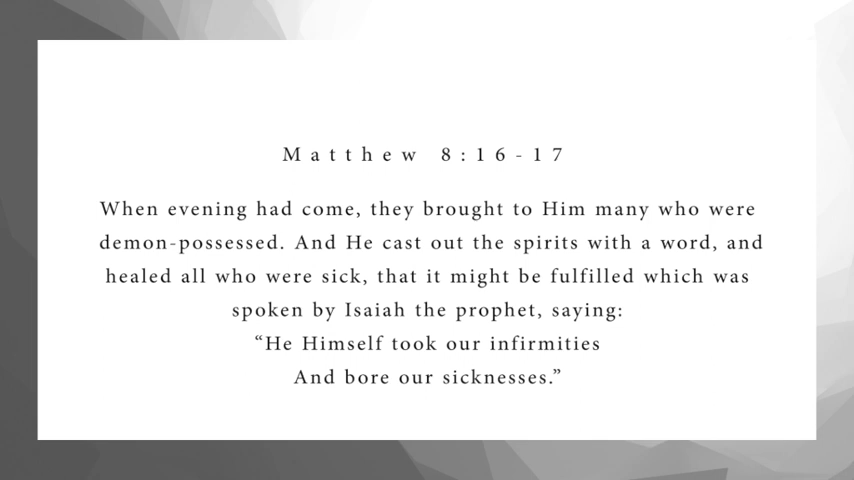 Matthew 8:16-17
When evening had come, they brought to Him many who were
demon-possessed. And He cast out the spirits with a word, and
healed all who were sick, that it might be fulfilled which was
spoken by Isaiah the prophet, saying:
“He Himself took our infirmities
And bore our sicknesses.”